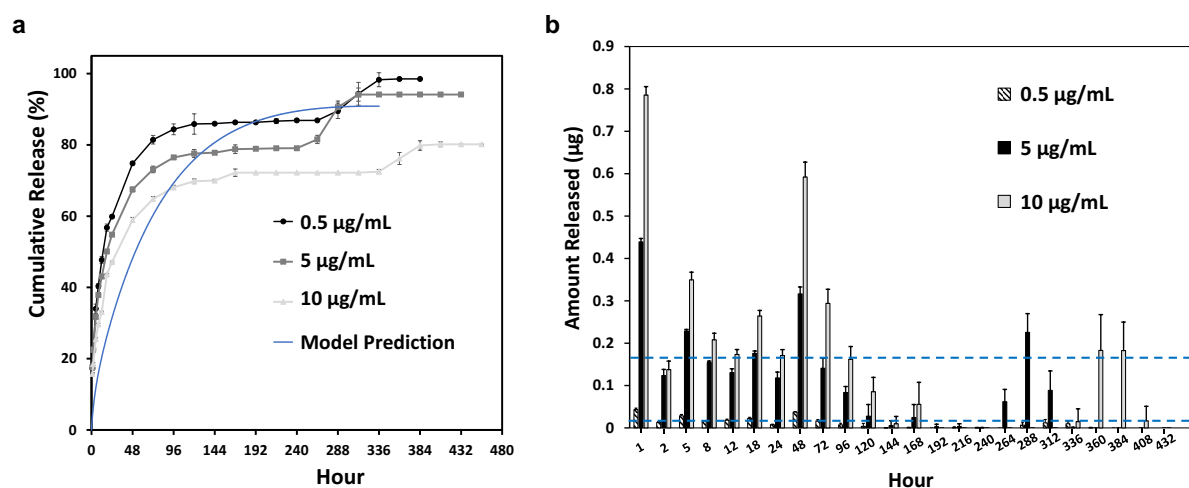 a
100
80
60
40
20
0
Cumulative Release (%)
0 48 96 144 192 240 288 336 384 432 480
Hour
0.5 µg/mL
5 µg/mL
10 µg/mL
Model Prediction
b
0.9
0.8
0.7
0.6
0.5
0.4
0.3
0.2
0.1
0
Amount Released (µg)
1 2 5 8 12 18 24 48 72 96 120 144 168 192 216 240 264 288 312 336 360 384 408 432
Hour
0.5 µg/mL
5 µg/mL
10 µg/mL